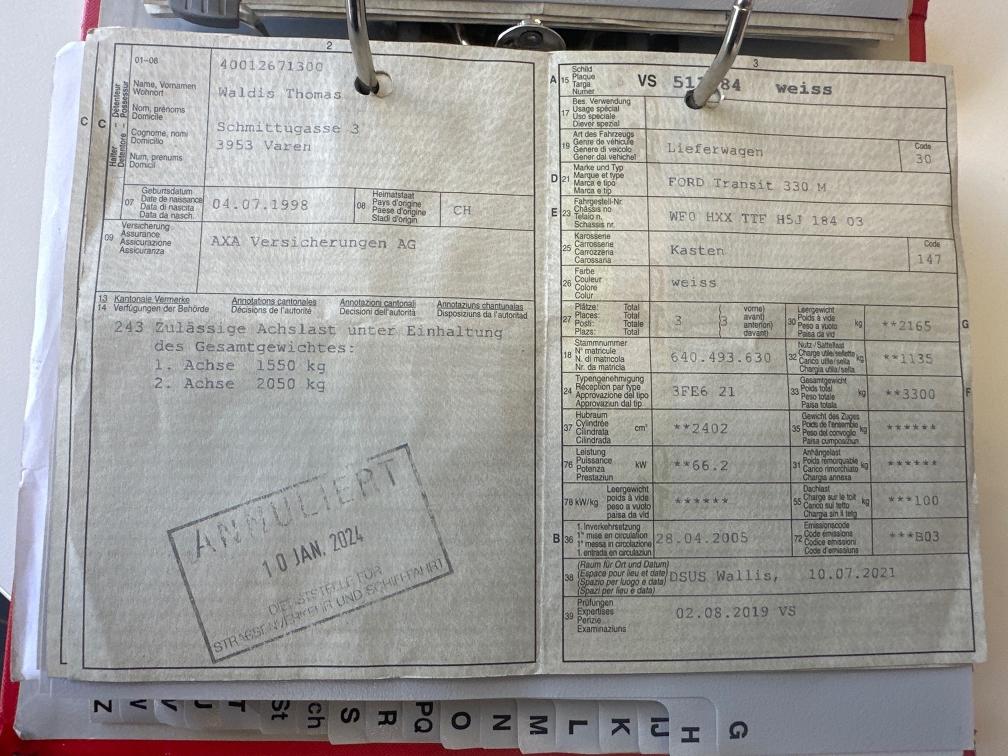 2
01-06
40012671300
Halter - Détenteur
Detentore - Possessur
C C
Name, Vornamen
Wohnort
Waldis Thomas
Nom, prénoms
Domicile
Cognome, nomi
Domicilio
Schmittugasse 3
3953 Varen
Num, prenums
Domicil
07
Geburtsdatum
Date de naissance
Data di nascita
Data da nasch.
04.07.1998
08
Heimatstaat
Pays d'origine
Paese d'origine
Stadi d'origin
CH
09
Versicherung
Assurance
Assicurazione
Assicuranza
AXA Versicherungen AG
13 Kantonale Vermerke
14 Verfügungen der Behörde
Annotations cantonales
Décisions de l'autorité
Annotazioni cantonali
Decisioni dell'autorità
Annotaziuns chantunalas
Disposiziuns da l'autoritad
243 Zulässige Achslast unter Einhaltung
des Gesamtgewichtes:
1. Achse 1550 kg
2. Achse 2050 kg
ANNULIERT
10 JAN. 2024
DIENSTSTELLE FÜR
STRASSENVERKEHR UND SCHIFFFAHRT
3
A 15
Schild
Plaque
Targa
Numer
VS 84 weiss
17
Bes. Verwendung
Usage spécial
Uso speciale
Diever spezial
19
Art des Fahrzeugs
Genre de véhicule
Genere di veicolo
Gener dal vehichel
Lieferwagen
Code
30
D 21
Marke und Typ
Marque et type
Marca e tipo
Marca e tip
FORD Transit 330 M
E 23
Fahrgestell-Nr.
Châssis no
Telaio n.
Schassis nr.
WF0 HXX TTF H5J 184 03
25
Karosserie
Carrosserie
Carrozzeria
Carossaria
Kasten
Code
147
26
Farbe
Couleur
Colore
Colur
weiss
27
Plätze: Total
Places: Total
Posti: Totale
Plazs: Total
3
(3
vorne)
avant)
anteriori)
davant)
30
Leergewicht
Poids à vide
Peso a vuoto
Paisa da vid
kg
**2165
G
18
Stammnummer
N° matricule
N. di matricola
Nr. da matricla
640.493.630
32
Nutz-/Sattellast
Charge utile/sellette
Carico utile/sella
Chargia utila/sella
kg
**1135
24
Typengenehmigung
Réception par type
Approvazione del tipo
Approvaziun dal tip
3FE6 21
33
Gesamtgewicht
Poids total
Peso totale
Paisa totala
kg
**3300
F
37
Hubraum
Cylindrée
Cilindrata
Cilindrada
cm³
**2402
35
Gewicht des Zuges
Poids de l'ensemble
Peso del convoglio
Paisa cumposiziun
kg
******
76
Leistung
Puissance
Potenza
Prestaziun
kW
**66.2
31
Anhängelast
Poids remorquable
Carico rimorchiato
Chargia annexa
kg
******
78 kW/kg
Leergewicht
poids à vide
peso a vuoto
paisa da vid
******
55
Dachlast
Charge sur le toit
Carico sul tetto
Chargia sin il tetg
kg
***100
B 36
1. Inverkehrsetzung
1re mise en circulation
1a messa in circolazione
1. entrada en circulaziun
28.04.2005
72
Emissionscode
Code émissions
Codice emissioni
Code d'emissiuns
***B03
38
(Raum für Ort und Datum)
(Espace pour lieu et date)
(Spazio per luogo e data)
(Spazi per lieu e data)
DSUS Wallis, 10.07.2021
39
Prüfungen
Expertises
Perizie
Examinaziuns
02.08.2019 VS
Z
V
U
T
St
Sch
S
R
PQ
O
N
M
L
K
IJ
H
G